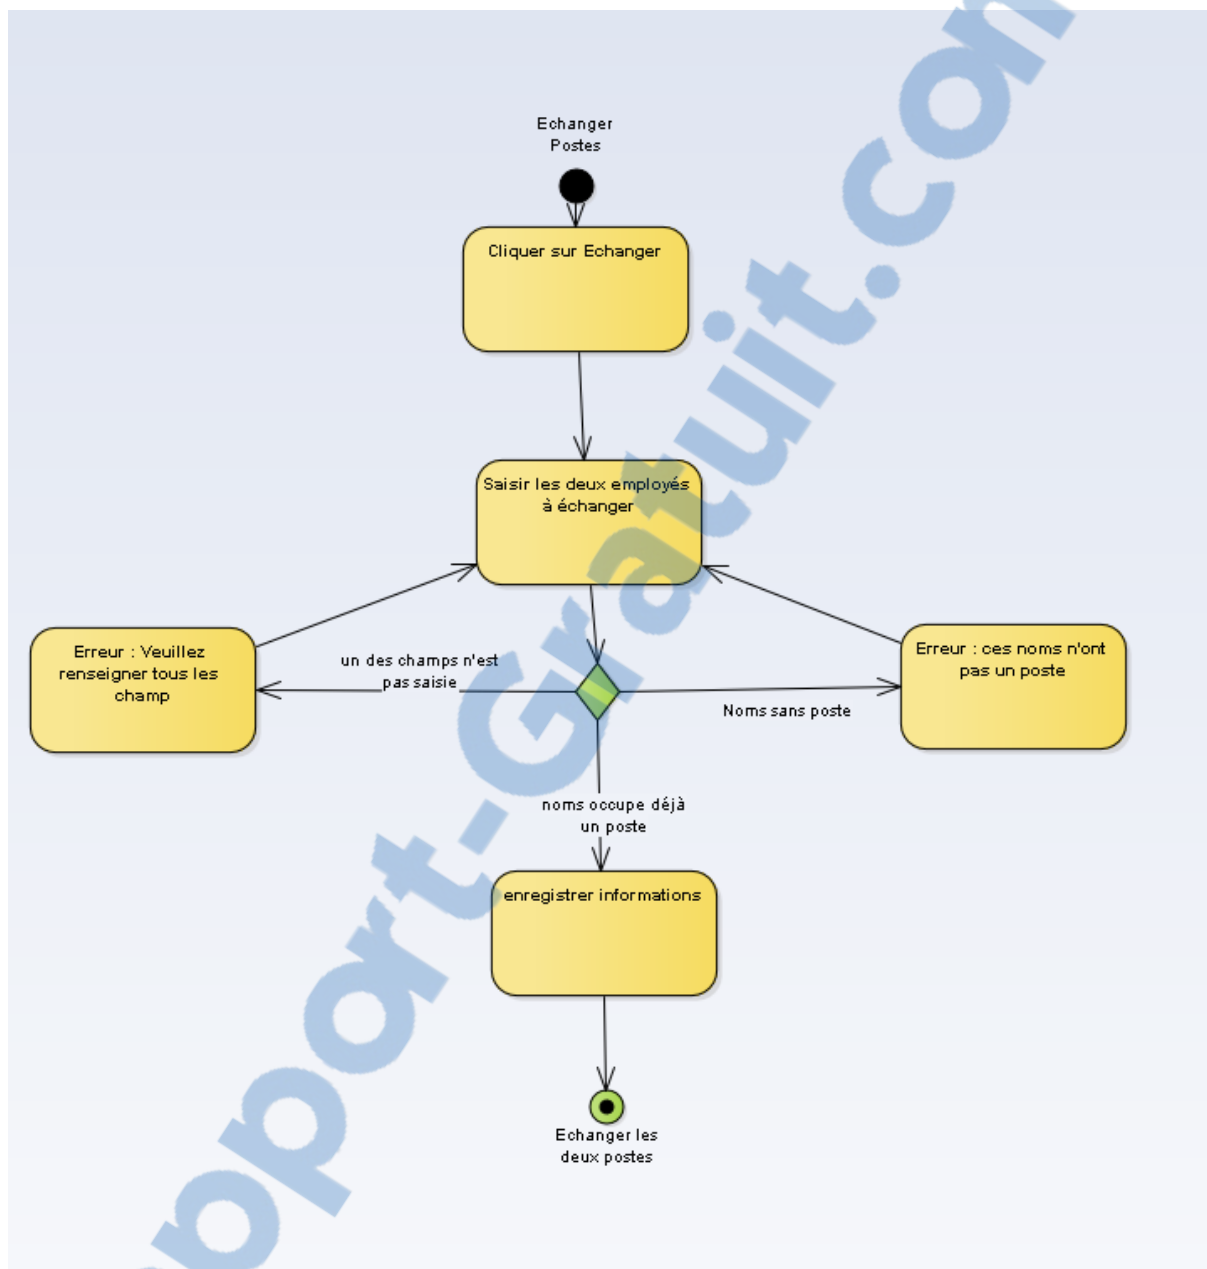 Echanger
Postes
Cliquer sur Echanger
Saisir les deux employés
à échanger
Erreur : Veuillez
renseigner tous les
champ
un des champs n'est
pas saisie
Noms sans poste
Erreur : ces noms n'ont
pas un poste
noms occupe déjà
un poste
enregistrer informations
Echanger les
deux postes
pport-Gratuit.com